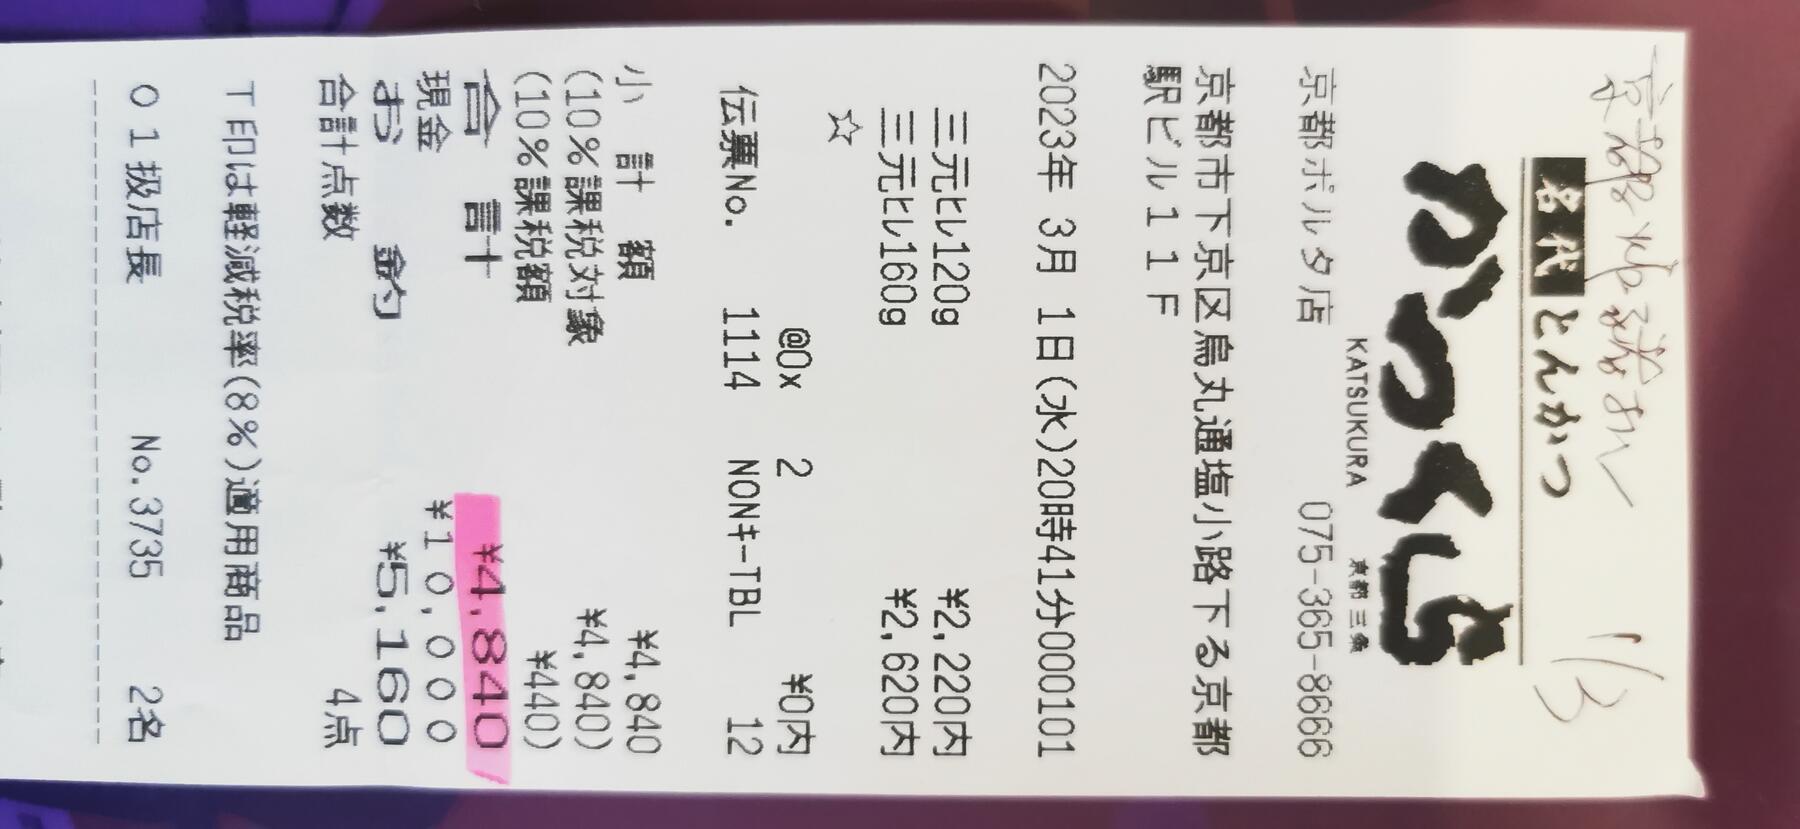 1/3
名代 とんかつ
かつくら
KATSUKURA 京都 三条
京都ポルタ店 075-365-8666
京都市下京区烏丸通塩小路下る京都
駅ビル11F
2023年 3月 1日(水)20時41分000101
三元ヒレ120g ¥2,220内
三元ヒレ160g ¥2,620内
☆
@0x 2 ¥0内
伝票No. 1114 NONキーTBL 12
小 計 額 ¥4,840
(10%課税対象 ¥4,840)
(10%課税額 ¥440)
合 計 ¥4,840
現金 ¥10,000
お 釣 ¥5,160
合計点数 4点
T印は軽減税率(8%)適用商品
01扱店長 No.3735 2名